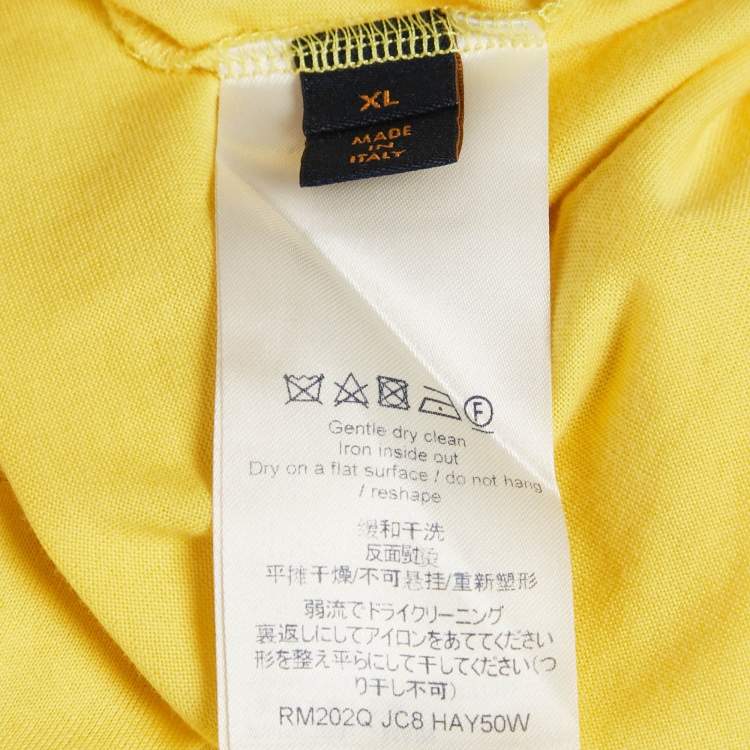 XL
MADE
IN
ITALY
F
Gentle dry clean
Iron inside out
Dry on a flat surface / do not hang
/ reshape
缓和干洗
反面熨烫
平摊干燥/不可悬挂/重新塑形
弱流でドライクリーニング
裏返しにしてアイロンをあててください
形を整え平らにして干してください(つ
り干し不可)
RM202Q JC8 HAY50W